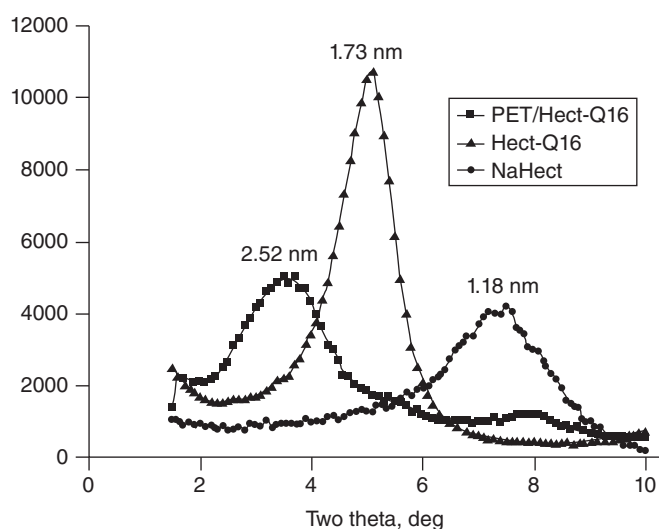 12000
10000
8000
6000
4000
2000
0
1.73 nm
2.52 nm
1.18 nm
PET/Hect-Q16
Hect-Q16
NaHect
0 2 4 6 8 10
Two theta, deg